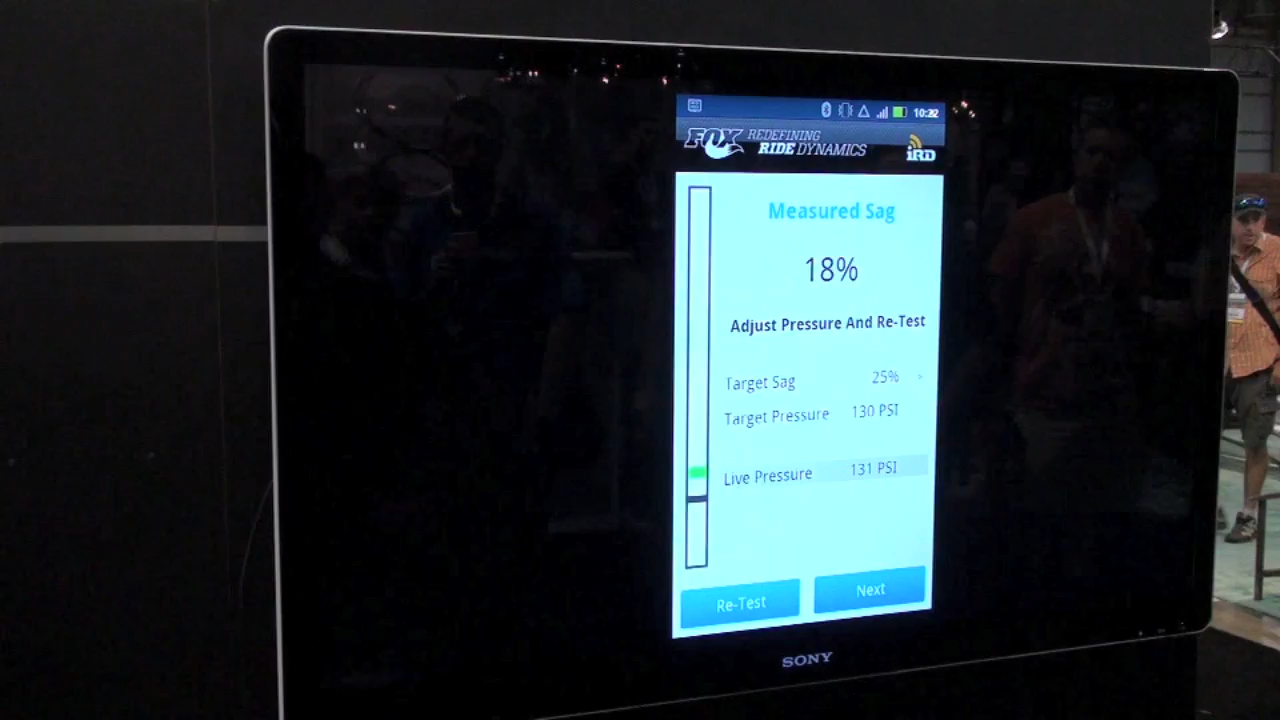 10:22
FOX REDEFINING
RIDE DYNAMICS
iRD
Measured Sag
18%
Adjust Pressure And Re-Test
Target Sag 25% >
Target Pressure 130 PSI
Live Pressure 131 PSI
Re-Test Next
SONY